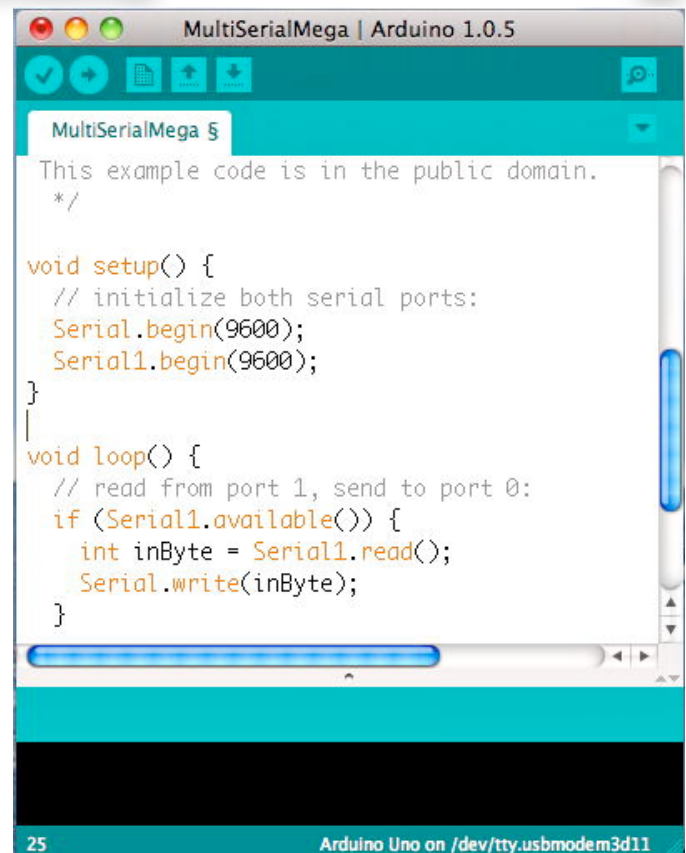 MultiSerialMega | Arduino 1.0.5
MultiSerialMega §
This example code is in the public domain.
*/
void setup() {
// initialize both serial ports:
Serial.begin(9600);
Serial1.begin(9600);
}
void loop() {
// read from port 1, send to port 0:
if (Serial1.available()) {
int inByte = Serial1.read();
Serial.write(inByte);
}
25 Arduino Uno on /dev/tty.usbmodem3d11